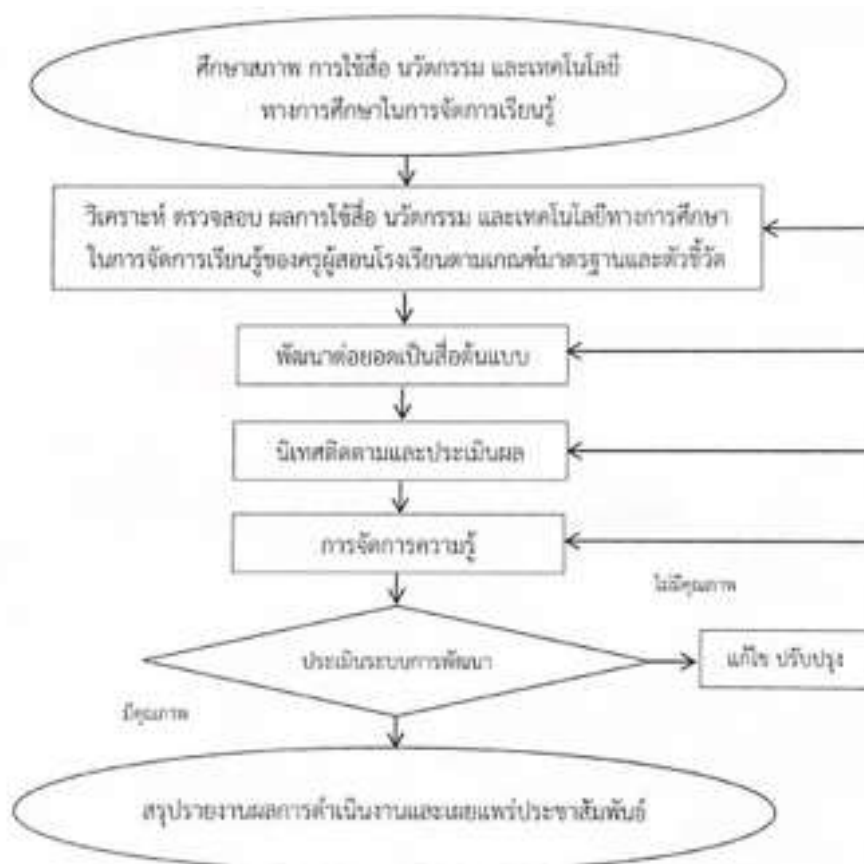 ศึกษาสภาพ การใช้สื่อ นวัตกรรม และเทคโนโลยี
ทางการศึกษาในการจัดการเรียนรู้
วิเคราะห์ ตรวจสอบ ผลการใช้สื่อ นวัตกรรม และเทคโนโลยีทางการศึกษา
ในการจัดการเรียนรู้ของครูผู้สอนโรงเรียนตามเกณฑ์มาตรฐานและตัวชี้วัด
พัฒนาต่อยอดเป็นสื่อต้นแบบ
นิเทศติดตามและประเมินผล
การจัดการความรู้
ไม่มีคุณภาพ
ประเมินระบบการพัฒนา
แก้ไข ปรับปรุง
มีคุณภาพ
สรุปรายงานผลการดำเนินงานและเผยแพร่ประชาสัมพันธ์